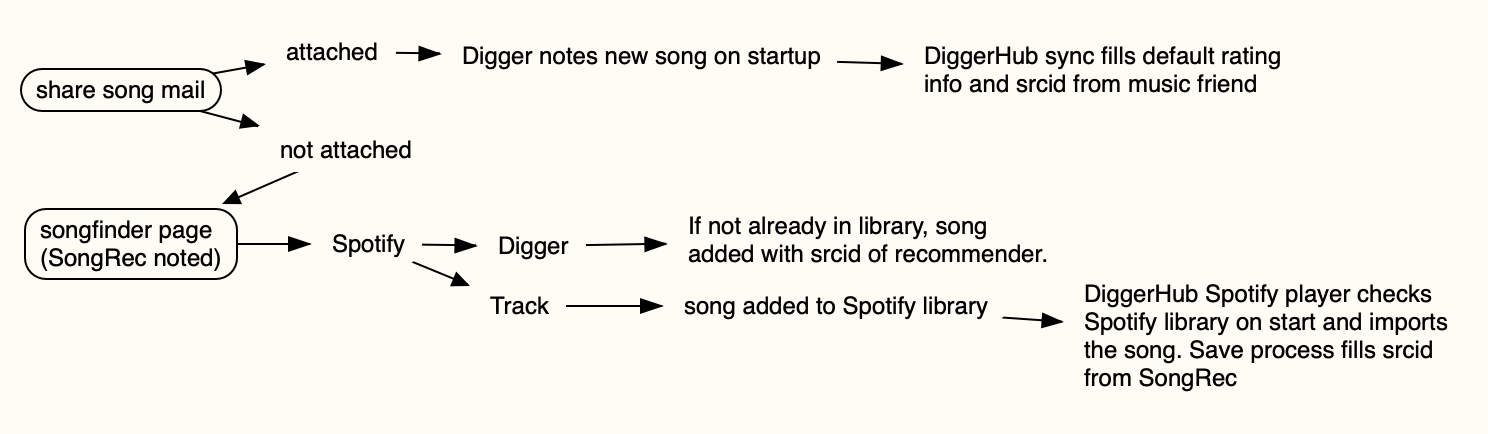 share song mail
attached
Digger notes new song on startup
DiggerHub sync fills default rating
info and srcid from music friend
not attached
songfinder page
(SongRec noted)
Spotify
Digger
If not already in library, song
added with srcid of recommender.
Track
song added to Spotify library
DiggerHub Spotify player checks
Spotify library on start and imports
the song. Save process fills srcid
from SongRec